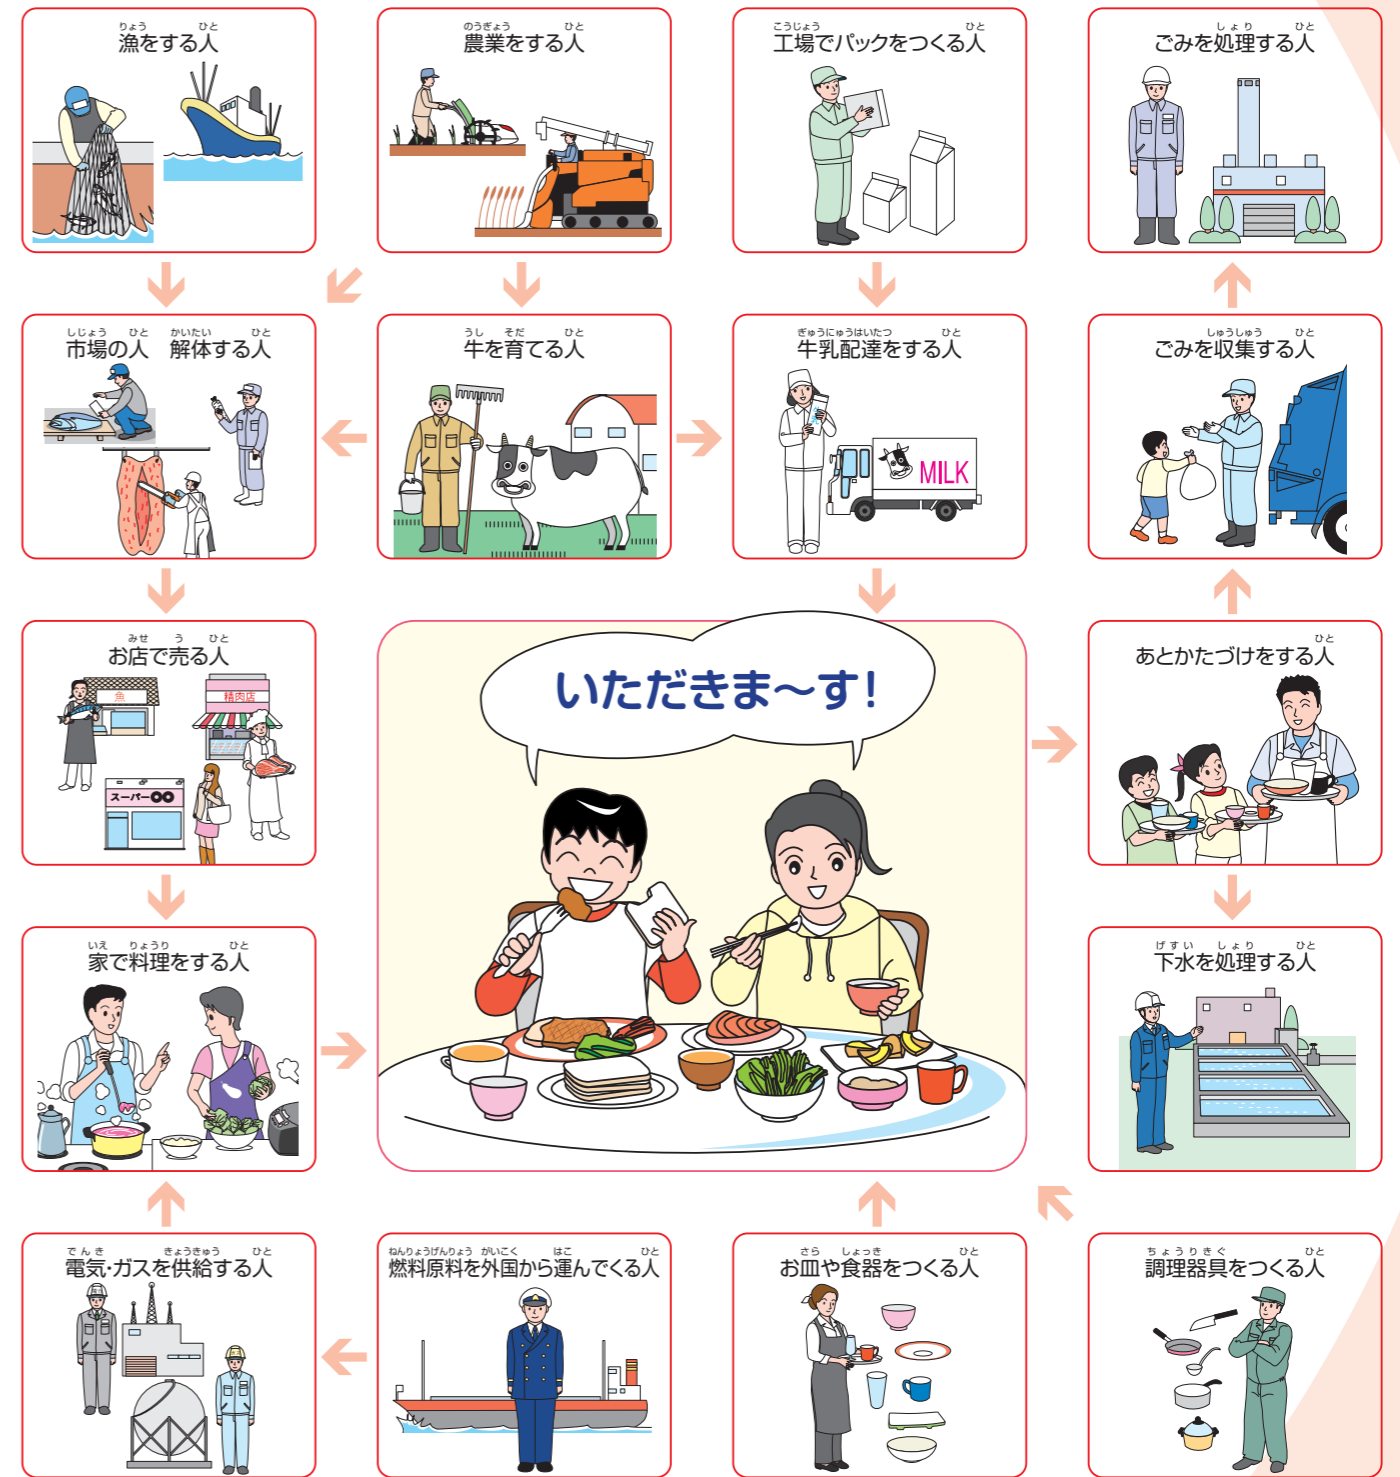 りょう ひと
漁をする人
のうぎょう ひと
農業をする人
こうじょう ひと
工場でパックをつくる人
しょり ひと
ごみを処理する人
しじょう ひと かいたい ひと
市場の人 解体する人
うし そだ ひと
牛を育てる人
ぎゅうにゅうはいたつ ひと
牛乳配達をする人
MILK
しゅうしゅう ひと
ごみを収集する人
みせ う ひと
お店で売る人
魚
精肉店
スーパー〇〇
いただきま〜す!
ひと
あとかたづけをする人
いえ りょうり ひと
家で料理をする人
げすい しょり ひと
下水を処理する人
でんき きょうきゅう ひと
電気・ガスを供給する人
ねんりょうげんりょう がいこく はこ ひと
燃料原料を外国から運んでくる人
さら しょっき ひと
お皿や食器をつくる人
ちょうりきぐ ひと
調理器具をつくる人